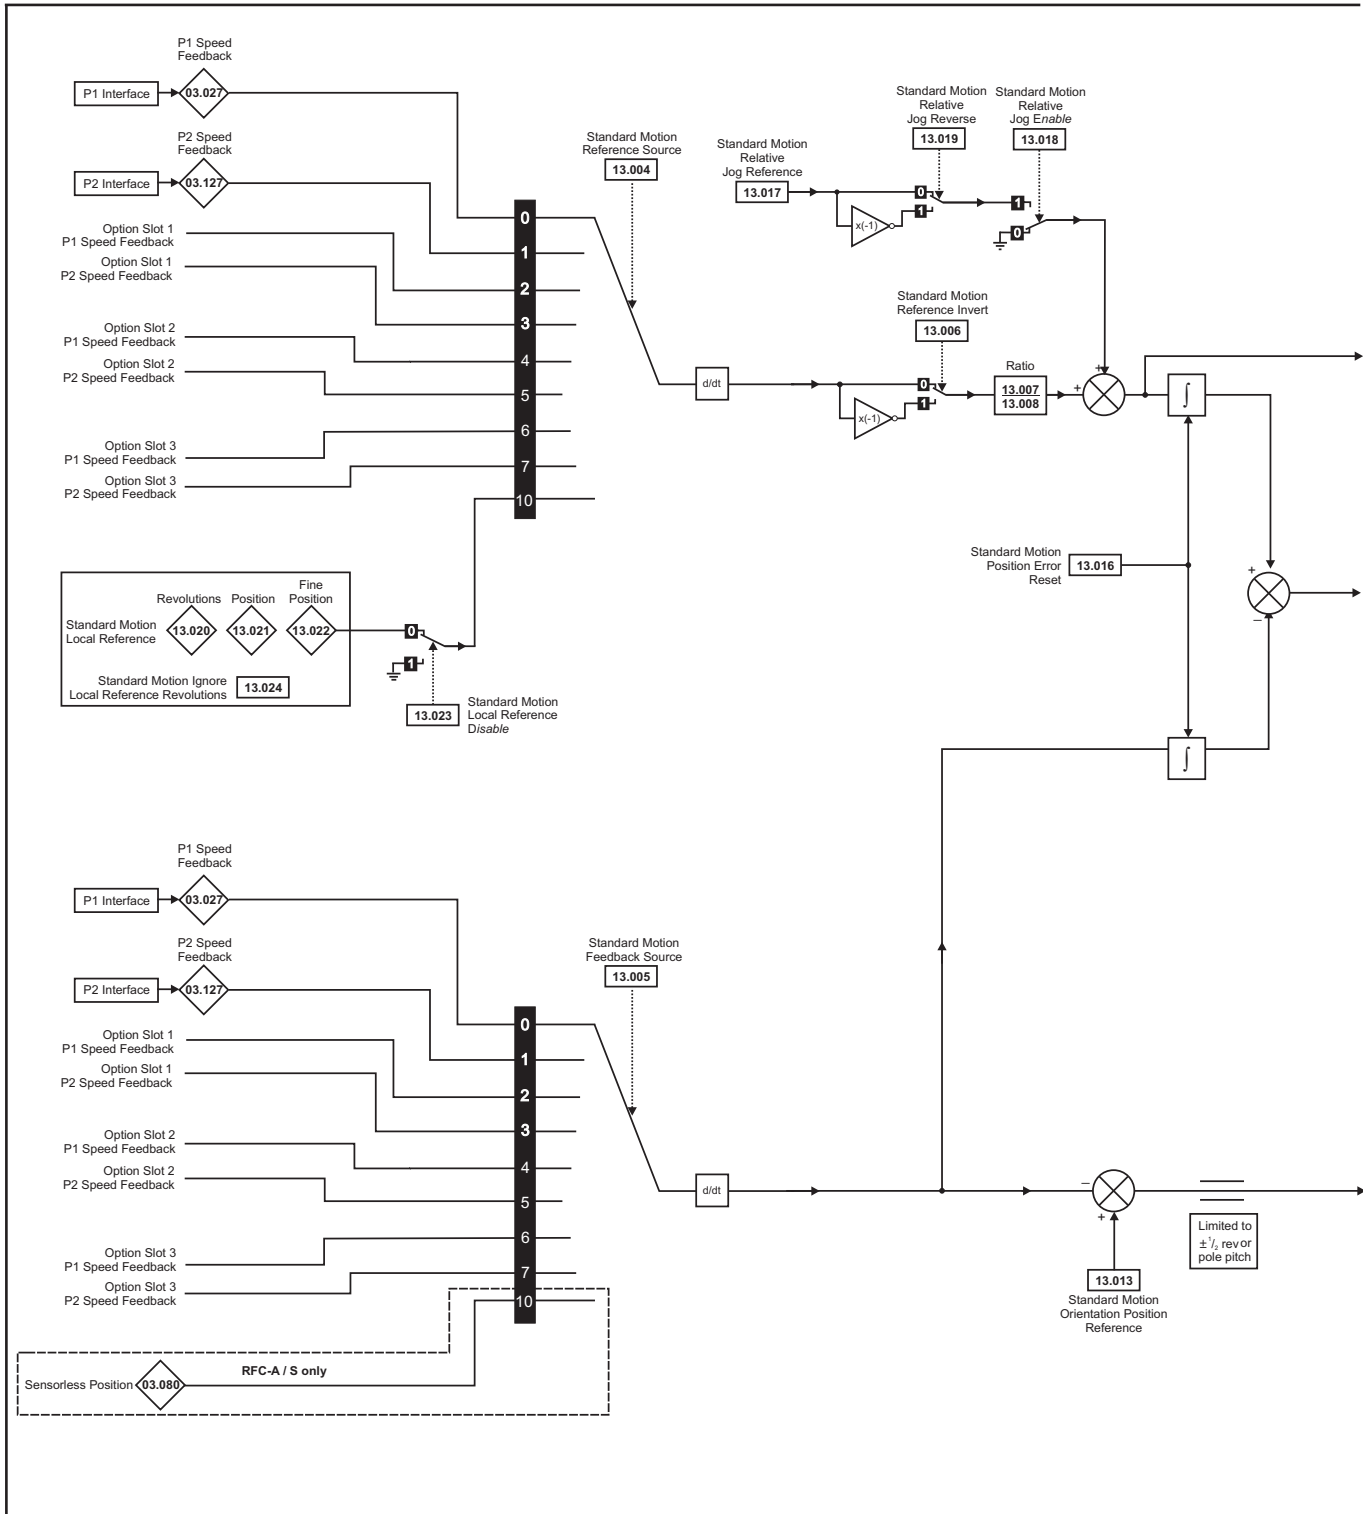 P1 Speed
Feedback
P1 Interface
03.027
P2 Speed
Feedback
P2 Interface
03.127
Option Slot 1
P1 Speed Feedback
Option Slot 1
P2 Speed Feedback
Option Slot 2
P1 Speed Feedback
Option Slot 2
P2 Speed Feedback
Option Slot 3
P1 Speed Feedback
Option Slot 3
P2 Speed Feedback
0
1
2
3
4
5
6
7
10
Standard Motion
Reference Source
13.004
Standard Motion
Relative
Jog Reference
13.017
Standard Motion
Relative
Jog Reverse
13.019
Standard Motion
Relative
Jog Enable
13.018
0
1
x(-1)
1
0
Standard Motion
Reference Invert
13.006
d/dt
0
1
x(-1)
Ratio
13.007
13.008
+
+
∫
Standard Motion
Position Error
Reset
13.016
+
−
∫
Revolutions
Position
Fine
Position
Standard Motion
Local Reference
13.020
13.021
13.022
Standard Motion Ignore
Local Reference Revolutions
13.024
0
1
13.023
Standard Motion
Local Reference
Disable
P1 Speed
Feedback
P1 Interface
03.027
P2 Speed
Feedback
P2 Interface
03.127
Option Slot 1
P1 Speed Feedback
Option Slot 1
P2 Speed Feedback
Option Slot 2
P1 Speed Feedback
Option Slot 2
P2 Speed Feedback
Option Slot 3
P1 Speed Feedback
Option Slot 3
P2 Speed Feedback
0
1
2
3
4
5
6
7
10
Standard Motion
Feedback Source
13.005
d/dt
−
+
13.013
Standard Motion
Orientation Position
Reference
Limited to
±1/2 rev or
pole pitch
RFC-A / S only
Sensorless Position
03.080